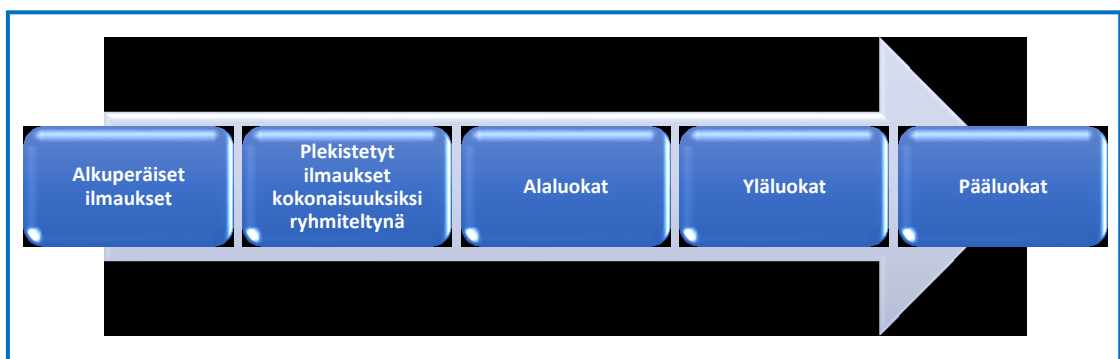 Alkuperäiset
ilmaukset
Plekistetyt
ilmaukset
kokonaisuuksiksi
ryhmiteltynä
Alaluokat
Yläluokat
Pääluokat